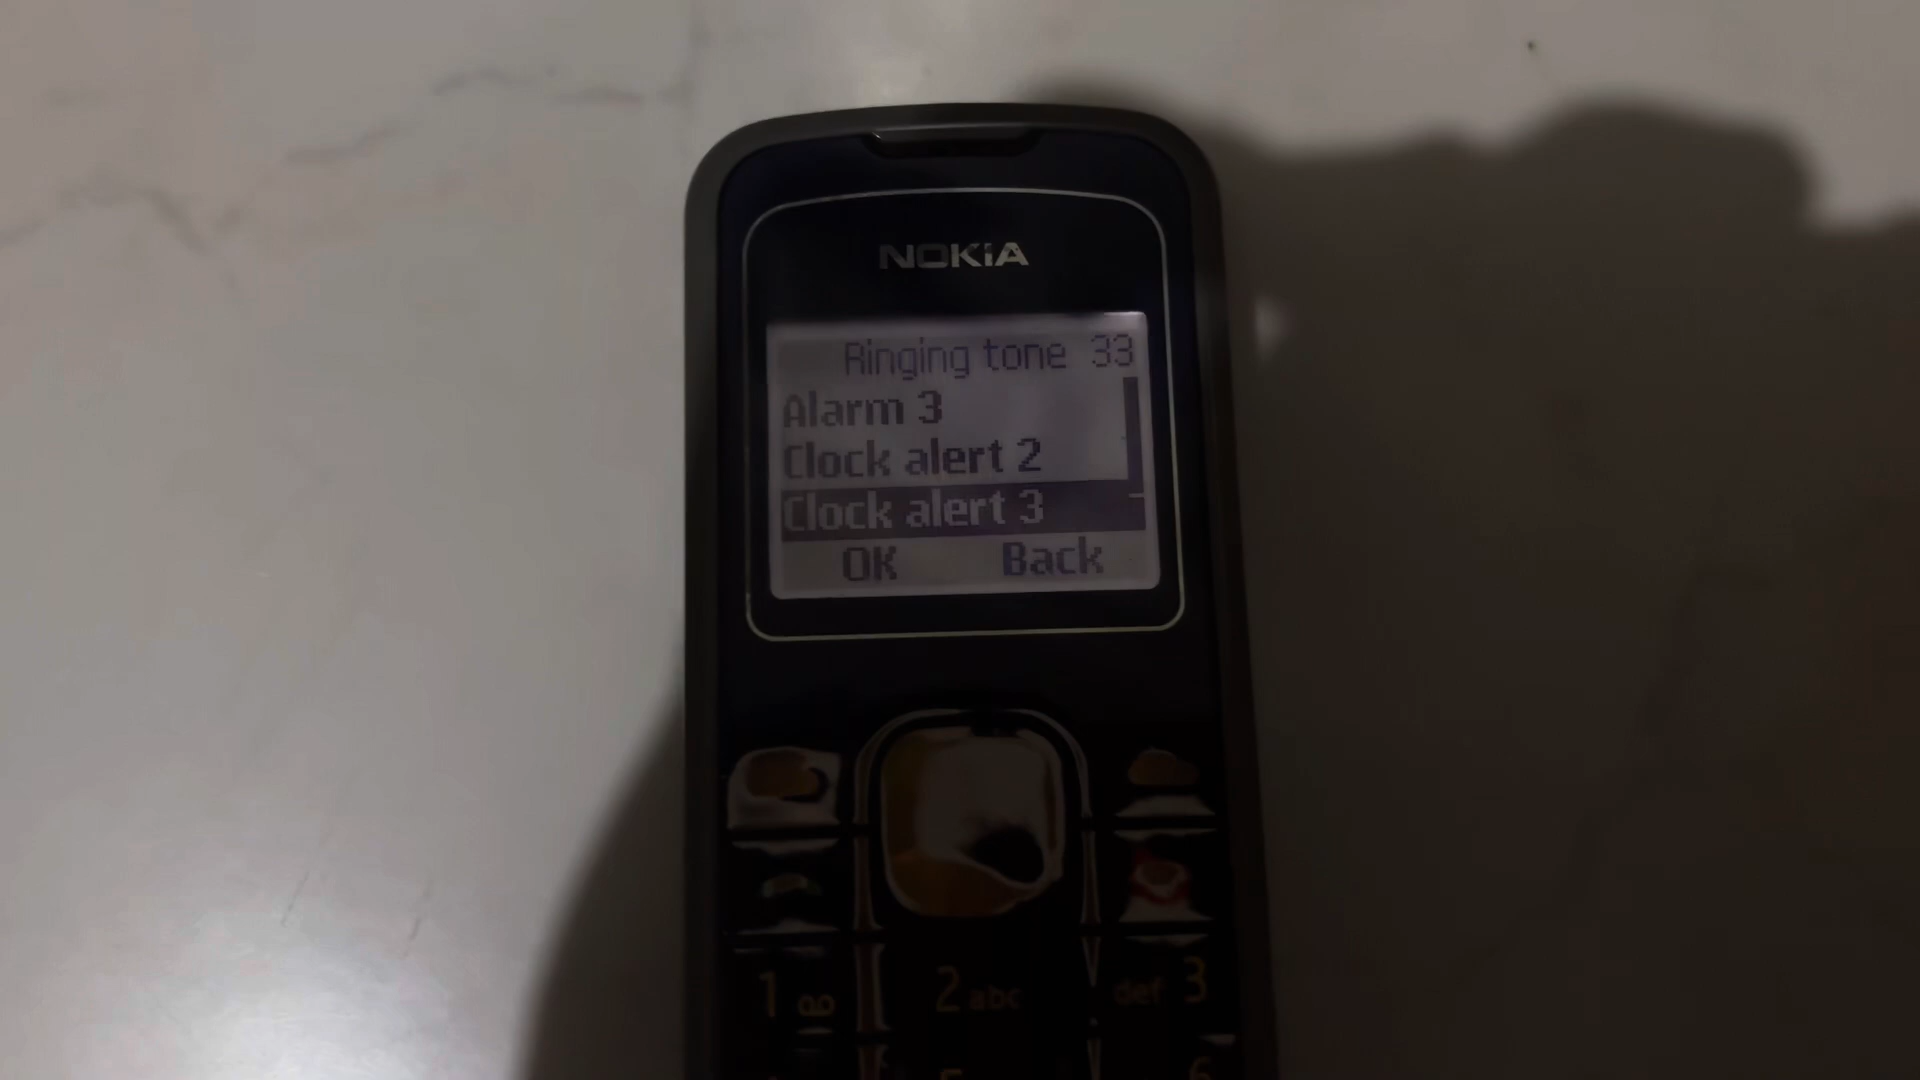 NOKIA
Ringing tone 33
Alarm 3
Clock alert 2
Clock alert 3
OK Back
1 2 abc def 3